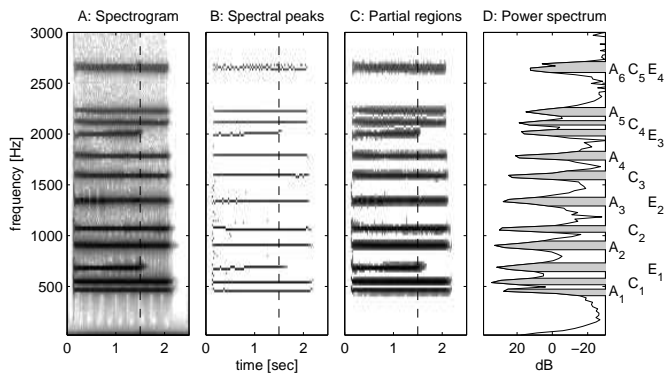 A: Spectrogram B: Spectral peaks C: Partial regions D: Power spectrum
3000
2500
2000
1500
1000
500
frequency [Hz]
A6 C5 E4
A5 C4 E3
A4
C3
A3 E2
C2
A2
E1
A1 C1
0 1 2 0 1 2 0 1 2 20 0 −20
time [sec] dB